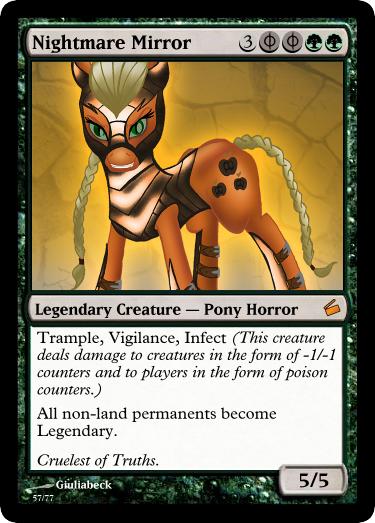 Nightmare Mirror 3
Legendary Creature — Pony Horror
Trample, Vigilance, Infect (This creature
deals damage to creatures in the form of -1/-1
counters and to players in the form of poison
counters.)
All non-land permanents become
Legendary.
Cruelest of Truths.
5/5
Giuliabeck
57/77